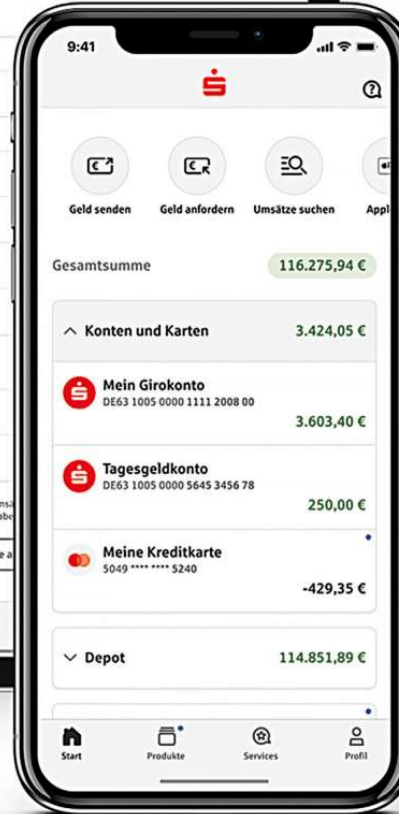 9:41
Geld senden
Geld anfordern
Umsätze suchen
Appl
Gesamtsumme
116.275,94 €
Konten und Karten
3.424,05 €
Mein Girokonto
DE63 1005 0000 1111 2008 00
3.603,40 €
Tagesgeldkonto
DE63 1005 0000 5645 3456 78
250,00 €
Meine Kreditkarte
5049 **** **** 5240
-429,35 €
Depot
114.851,89 €
Start
Produkte
Services
Profil